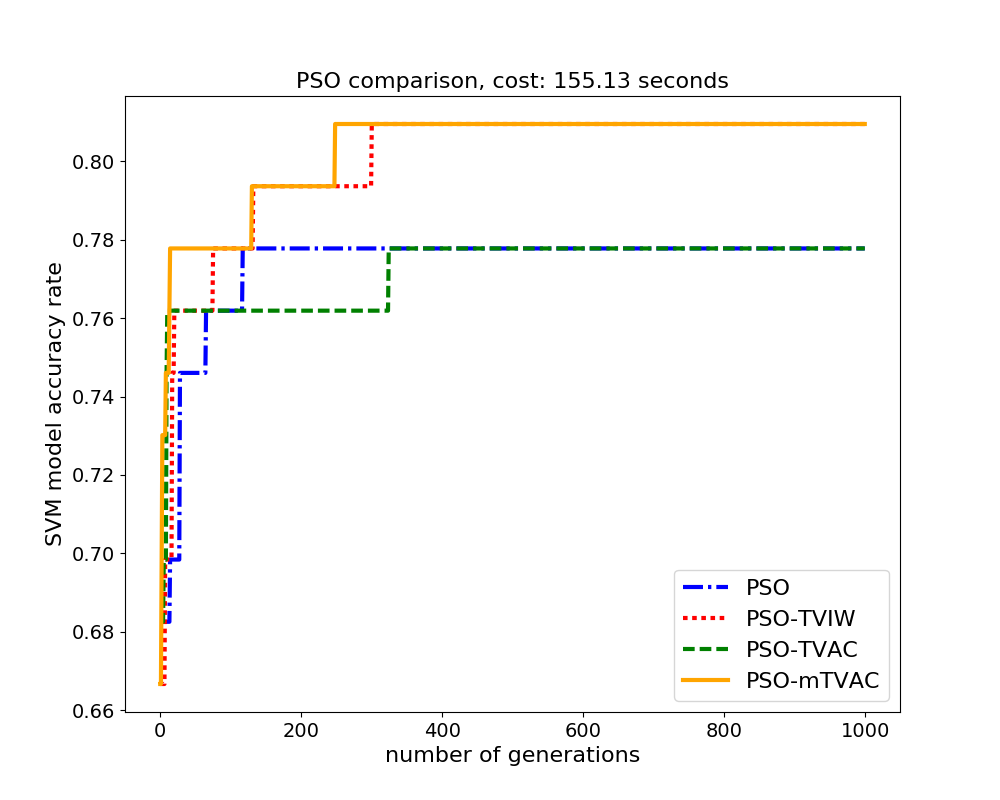 PSO comparison, cost: 155.13 seconds
SVM model accuracy rate
0.80
0.78
0.76
0.74
0.72
0.70
0.68
0.66
PSO
PSO-TVIW
PSO-TVAC
PSO-mTVAC
0 200 400 600 800 1000
number of generations